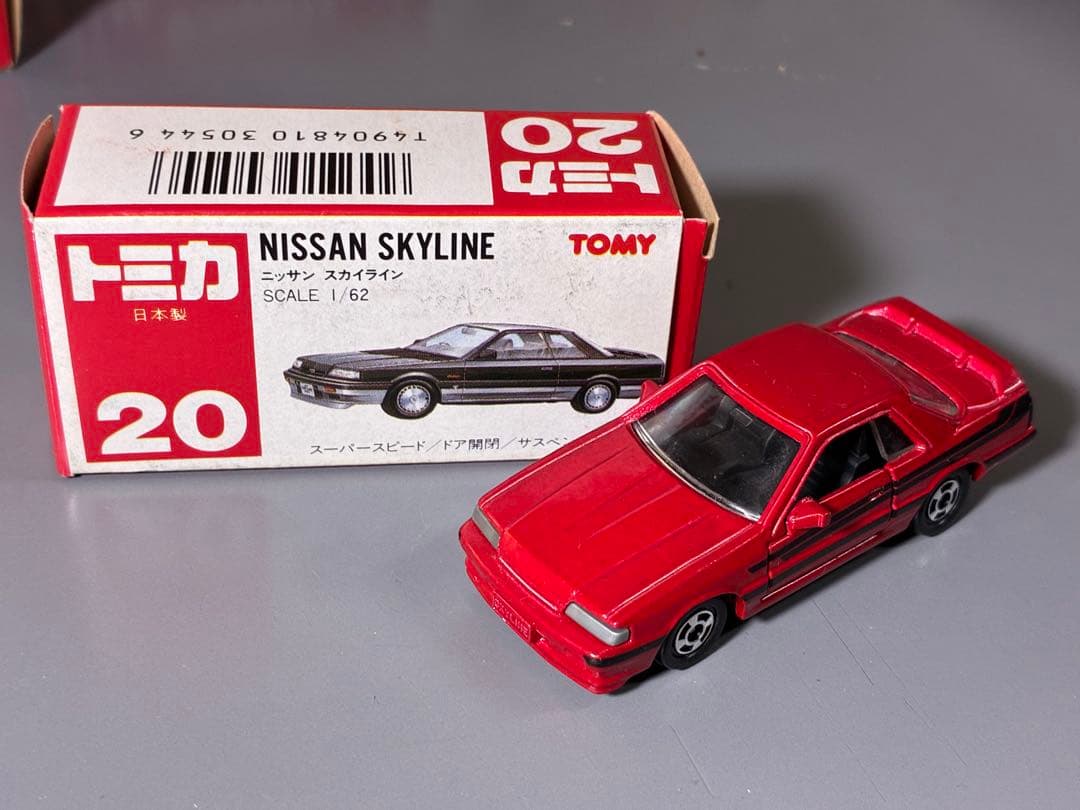 T4904810 305446
トミカ
20
トミカ
日本製
20
NISSAN SKYLINE
ニッサン スカイライン
SCALE 1/62
TOMY
スーパースピード/ドア開閉/サスペン
SKYLINE